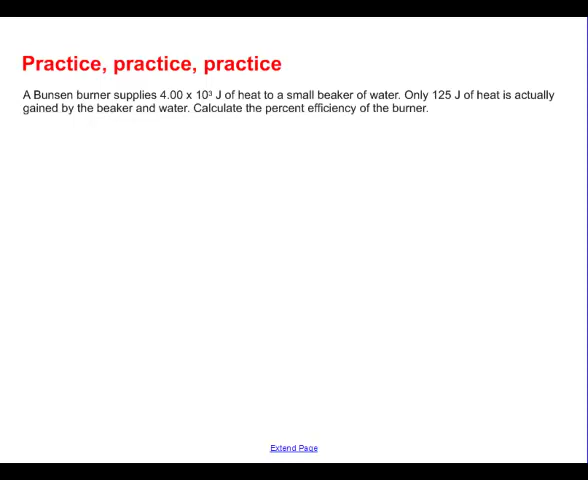 Practice, practice, practice
A Bunsen burner supplies 4.00 x 10³ J of heat to a small beaker of water. Only 125 J of heat is actually
gained by the beaker and water. Calculate the percent efficiency of the burner.
Extend Page